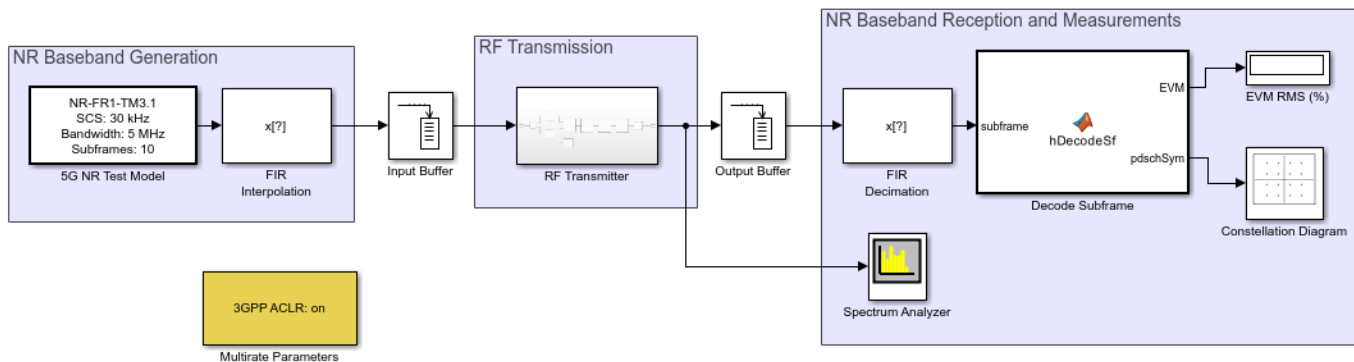 NR Baseband Generation
NR-FR1-TM3.1
SCS: 30 kHz
Bandwidth: 5 MHz
Subframes: 10
5G NR Test Model
x[?]
FIR
Interpolation
Input Buffer
RF Transmission
RF Transmitter
Output Buffer
NR Baseband Reception and Measurements
x[?]
FIR
Decimation
subframe
hDecodeSf
EVM
pdschSym
Decode Subframe
EVM RMS (%)
Constellation Diagram
Spectrum Analyzer
3GPP ACLR: on
Multirate Parameters